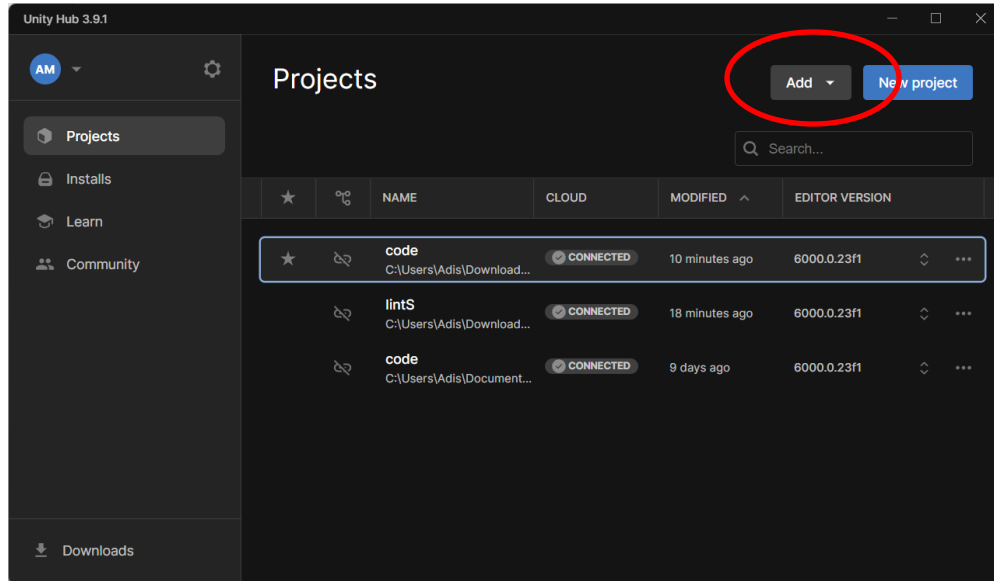 Unity Hub 3.9.1
AM
Projects
Add
New project
Projects
Installs
Learn
Community
Search...
NAME CLOUD MODIFIED EDITOR VERSION
code
C:\Users\Adis\Download... CONNECTED 10 minutes ago 6000.0.23f1
lintS
C:\Users\Adis\Download... CONNECTED 18 minutes ago 6000.0.23f1
code
C:\Users\Adis\Document... CONNECTED 9 days ago 6000.0.23f1
Downloads